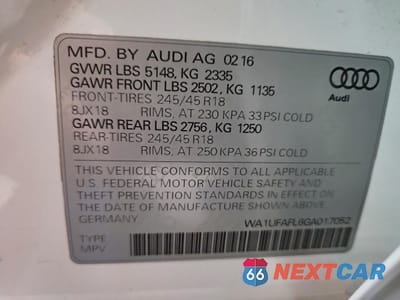 MFD. BY AUDI AG 02 16
GVWR LBS 5148, KG 2335
GAWR FRONT LBS 2502, KG 1135
FRONT-TIRES 245/45 R18
8JX18 RIMS, AT 230 KPA 33 PSI COLD
GAWR REAR LBS 2756, KG 1250
REAR-TIRES 245/45 R18
8JX18 RIMS, AT 250 KPA 36 PSI COLD
Audi
THIS VEHICLE CONFORMS TO ALL APPLICABLE
U.S. FEDERAL MOTOR VEHICLE SAFETY AND
THEFT PREVENTION STANDARDS IN EFFECT ON
THE DATE OF MANUFACTURE SHOWN ABOVE.
WA1UFAFL6GA017052
TYPE
MPV
66 NEXTCAR